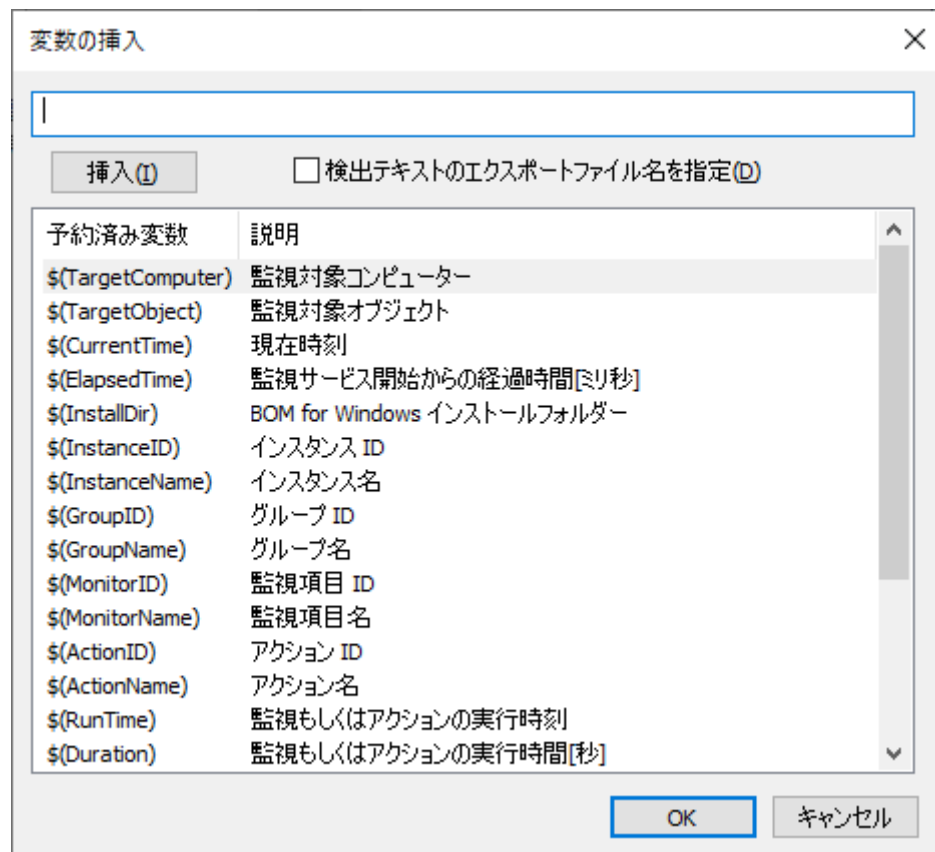 変数の挿入
挿入(I)
検出テキストのエクスポートファイル名を指定(D)
予約済み変数 説明
$(TargetComputer) 監視対象コンピューター
$(TargetObject) 監視対象オブジェクト
$(CurrentTime) 現在時刻
$(ElapsedTime) 監視サービス開始からの経過時間[ミリ秒]
$(InstallDir) BOM for Windows インストールフォルダー
$(InstanceID) インスタンス ID
$(InstanceName) インスタンス名
$(GroupID) グループ ID
$(GroupName) グループ名
$(MonitorID) 監視項目 ID
$(MonitorName) 監視項目名
$(ActionID) アクション ID
$(ActionName) アクション名
$(RunTime) 監視もしくはアクションの実行時刻
$(Duration) 監視もしくはアクションの実行時間[秒]
OK キャンセル